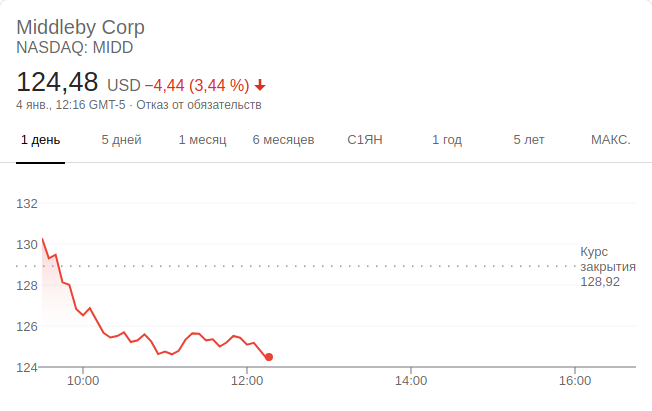 Middleby Corp
NASDAQ: MIDD
124,48 USD −4,44 (3,44 %)
4 янв., 12:16 GMT-5 · Отказ от обязательств
1 день 5 дней 1 месяц 6 месяцев С1ЯН 1 год 5 лет МАКС.
132
130
128
126
124
Курс
закрытия
128,92
10:00 12:00 14:00 16:00